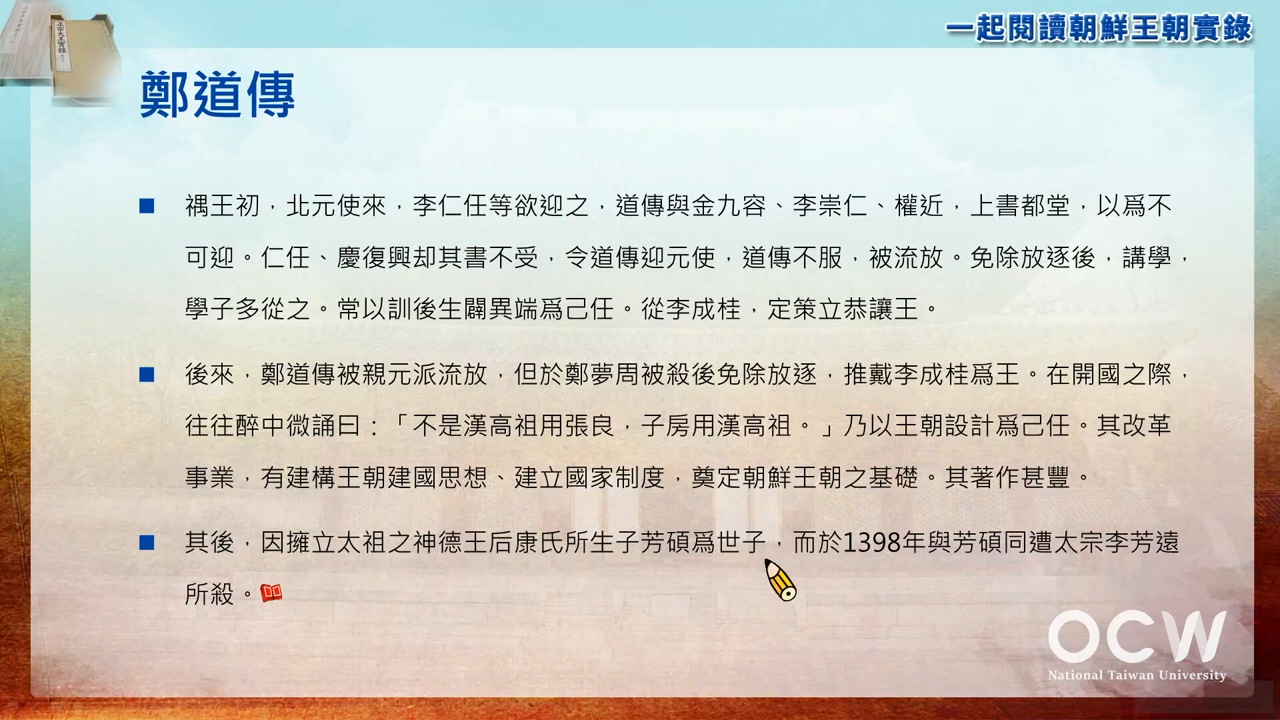 一起閱讀朝鮮王朝實錄
鄭道傳
禑王初，北元使來，李仁任等欲迎之，道傳與金九容、李崇仁、權近，上書都堂，以爲不
可迎。仁任、慶復興却其書不受，令道傳迎元使，道傳不服，被流放。免除放逐後，講學，
學子多從之。常以訓後生闢異端爲己任。從李成桂，定策立恭讓王。
後來，鄭道傳被親元派流放，但於鄭夢周被殺後免除放逐，推戴李成桂爲王。在開國之際，
往往醉中微誦曰：「不是漢高祖用張良，子房用漢高祖。」乃以王朝設計爲己任。其改革
事業，有建構王朝建國思想、建立國家制度，奠定朝鮮王朝之基礎。其著作甚豐。
其後，因擁立太祖之神德王后康氏所生子芳碩爲世子，而於1398年與芳碩同遭太宗李芳遠
所殺。
OCW
National Taiwan University